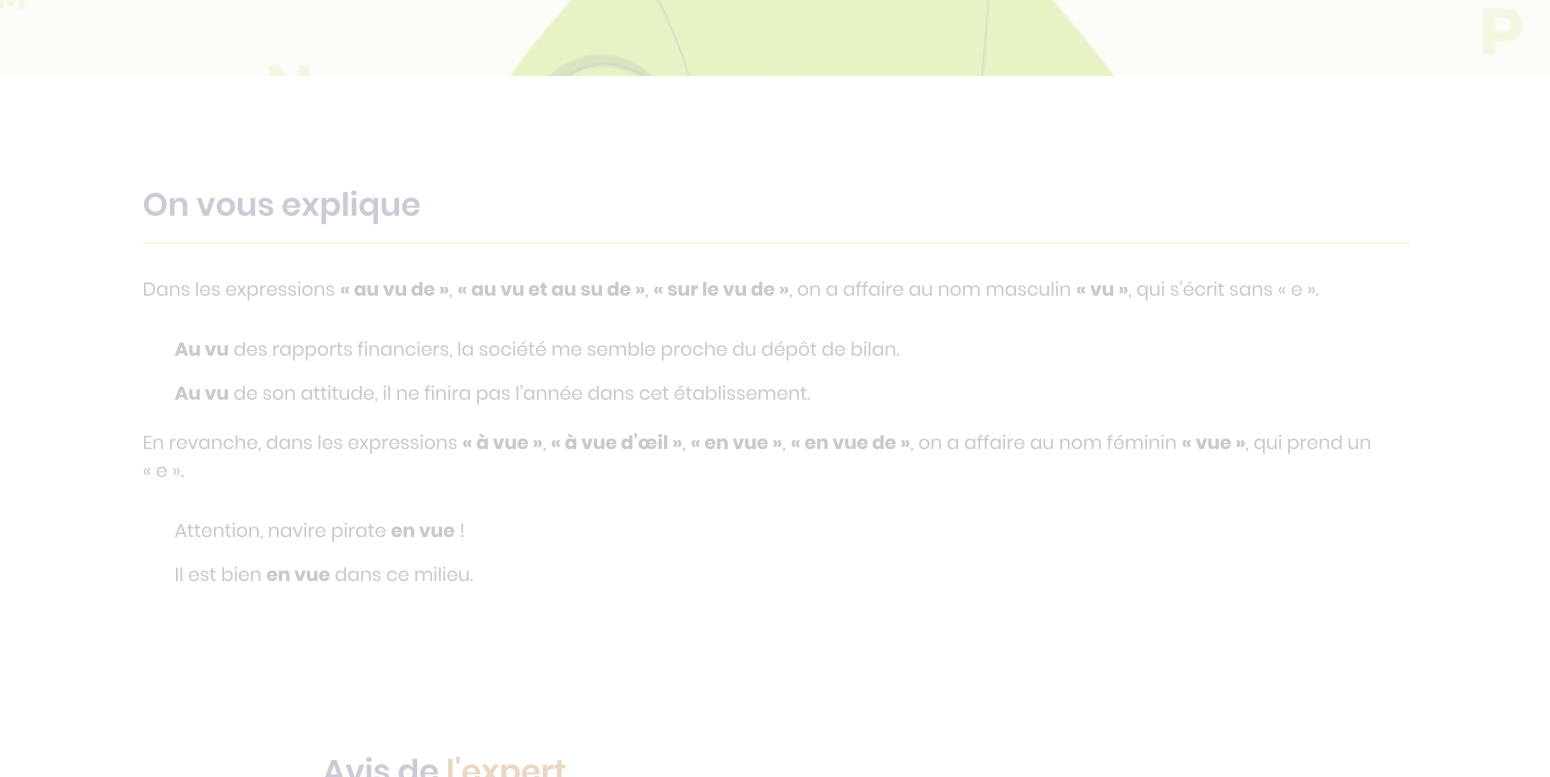 M
P
N
On vous explique
Dans les expressions « au vu de », « au vu et au su de », « sur le vu de », on a affaire au nom masculin « vu », qui s’écrit sans « e ».
Au vu des rapports financiers, la société me semble proche du dépôt de bilan.
Au vu de son attitude, il ne finira pas l’année dans cet établissement.
En revanche, dans les expressions « à vue », « à vue d’œil », « en vue », « en vue de », on a affaire au nom féminin « vue », qui prend un
« e ».
Attention, navire pirate en vue !
Il est bien en vue dans ce milieu.
Avis de l'expert